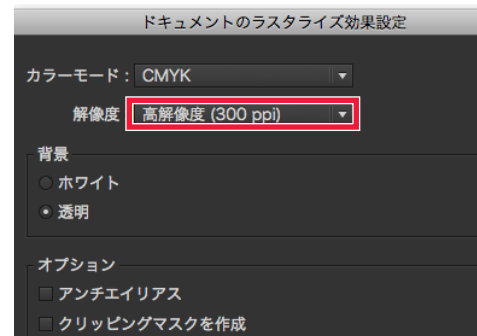 ドキュメントのラスタライズ効果設定
カラーモード : CMYK
解像度 高解像度 (300 ppi)
背景
ホワイト
透明
オプション
アンチエイリアス
クリッピングマスクを作成